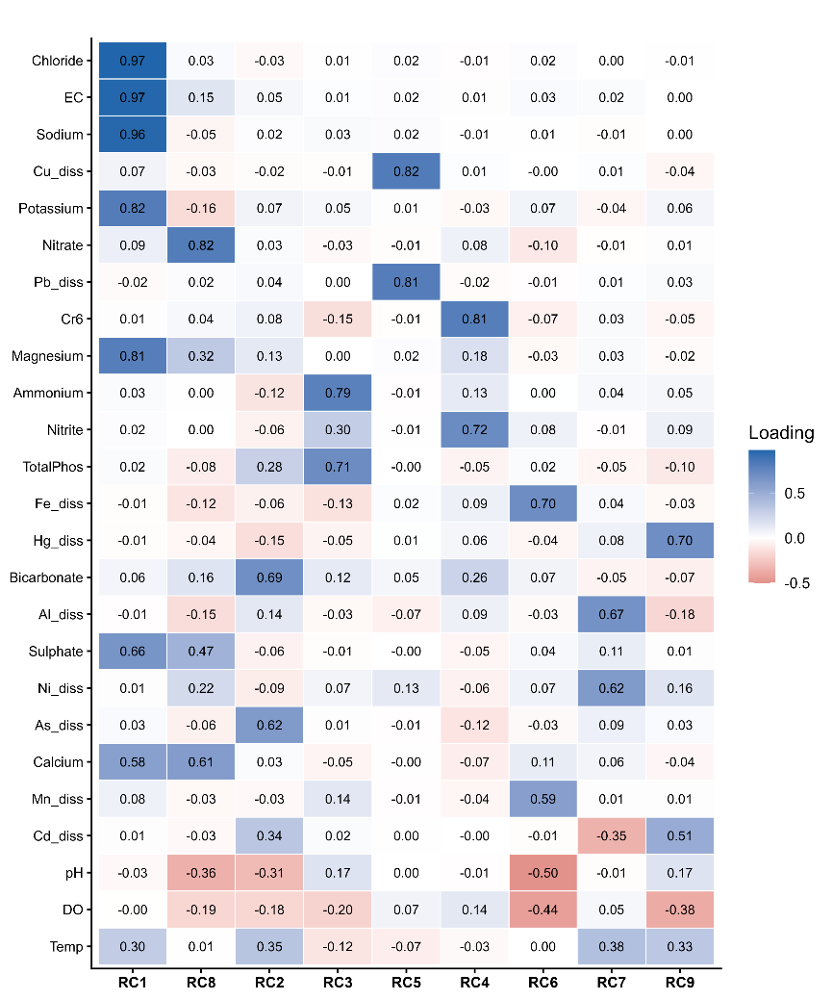 Chloride 0.97 0.03 -0.03 0.01 0.02 -0.01 0.02 0.00 -0.01
EC 0.97 0.15 0.05 0.01 0.02 0.01 0.03 0.02 0.00
Sodium 0.96 -0.05 0.02 0.03 0.02 -0.01 0.01 -0.01 0.00
Cu_diss 0.07 -0.03 -0.02 -0.01 0.82 0.01 -0.00 0.01 -0.04
Potassium 0.82 -0.16 0.07 0.05 0.01 -0.03 0.07 -0.04 0.06
Nitrate 0.09 0.82 0.03 -0.03 -0.01 0.08 -0.10 -0.01 0.01
Pb_diss -0.02 0.02 0.04 0.00 0.81 -0.02 -0.01 0.01 0.03
Cr6 0.01 0.04 0.08 -0.15 -0.01 0.81 -0.07 0.03 -0.05
Magnesium 0.81 0.32 0.13 0.00 0.02 0.18 -0.03 0.03 -0.02
Ammonium 0.03 0.00 -0.12 0.79 -0.01 0.13 0.00 0.04 0.05
Nitrite 0.02 0.00 -0.06 0.30 -0.01 0.72 0.08 -0.01 0.09
TotalPhos 0.02 -0.08 0.28 0.71 -0.00 -0.05 0.02 -0.05 -0.10
Fe_diss -0.01 -0.12 -0.06 -0.13 0.02 0.09 0.70 0.04 -0.03
Hg_diss -0.01 -0.04 -0.15 -0.05 0.01 0.06 -0.04 0.08 0.70
Bicarbonate 0.06 0.16 0.69 0.12 0.05 0.26 0.07 -0.05 -0.07
Al_diss -0.01 -0.15 0.14 -0.03 -0.07 0.09 -0.03 0.67 -0.18
Sulphate 0.66 0.47 -0.06 -0.01 -0.00 -0.05 0.04 0.11 0.01
Ni_diss 0.01 0.22 -0.09 0.07 0.13 -0.06 0.07 0.62 0.16
As_diss 0.03 -0.06 0.62 0.01 -0.01 -0.12 -0.03 0.09 0.03
Calcium 0.58 0.61 0.03 -0.05 -0.00 -0.07 0.11 0.06 -0.04
Mn_diss 0.08 -0.03 -0.03 0.14 -0.01 -0.04 0.59 0.01 0.01
Cd_diss 0.01 -0.03 0.34 0.02 0.00 -0.00 -0.01 -0.35 0.51
pH -0.03 -0.36 -0.31 0.17 0.00 -0.01 -0.50 -0.01 0.17
DO -0.00 -0.19 -0.18 -0.20 0.07 0.14 -0.44 0.05 -0.38
Temp 0.30 0.01 0.35 -0.12 -0.07 -0.03 0.00 0.38 0.33
RC1 RC8 RC2 RC3 RC5 RC4 RC6 RC7 RC9
Loading
0.5
0.0
-0.5